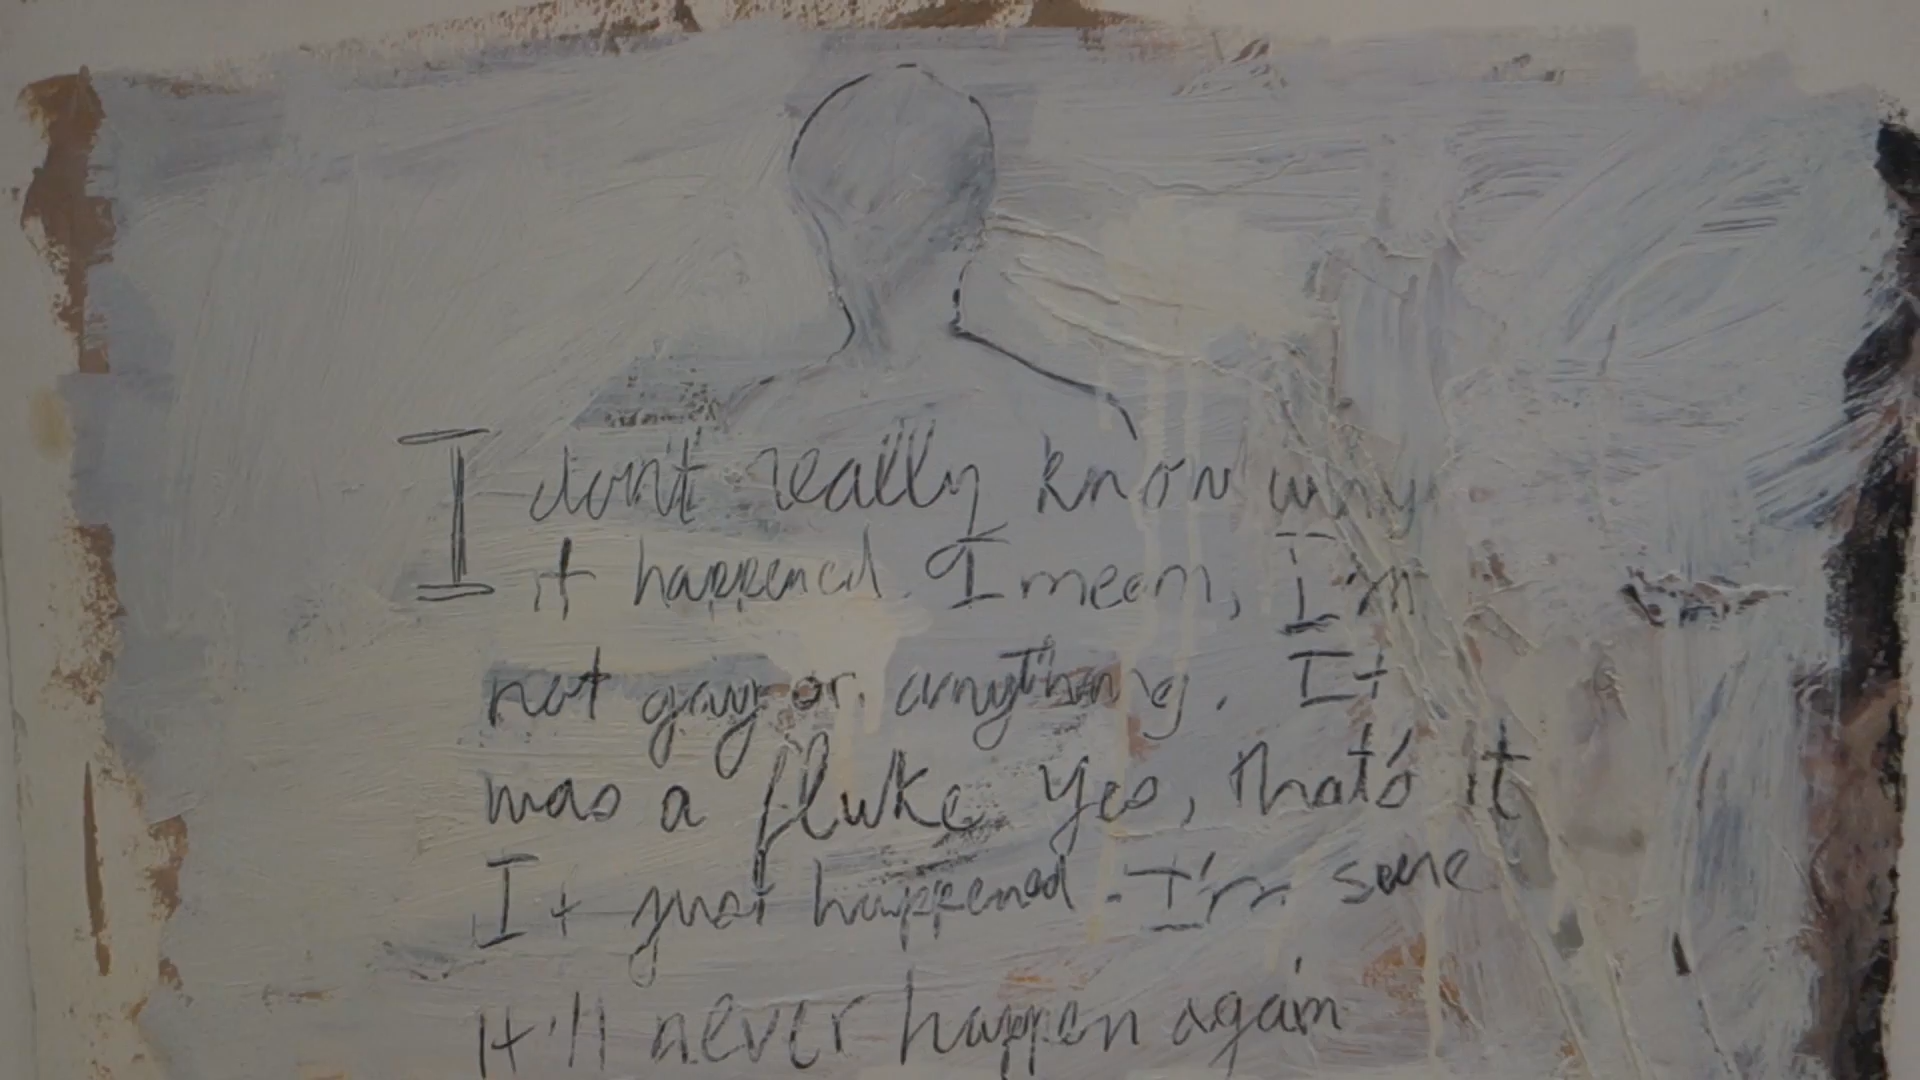 I don't really know why
it happened. I mean, I'm
not gay or anything. It
was a fluke Yes, that's it
It just happened. I'm sure
It'll never happen again